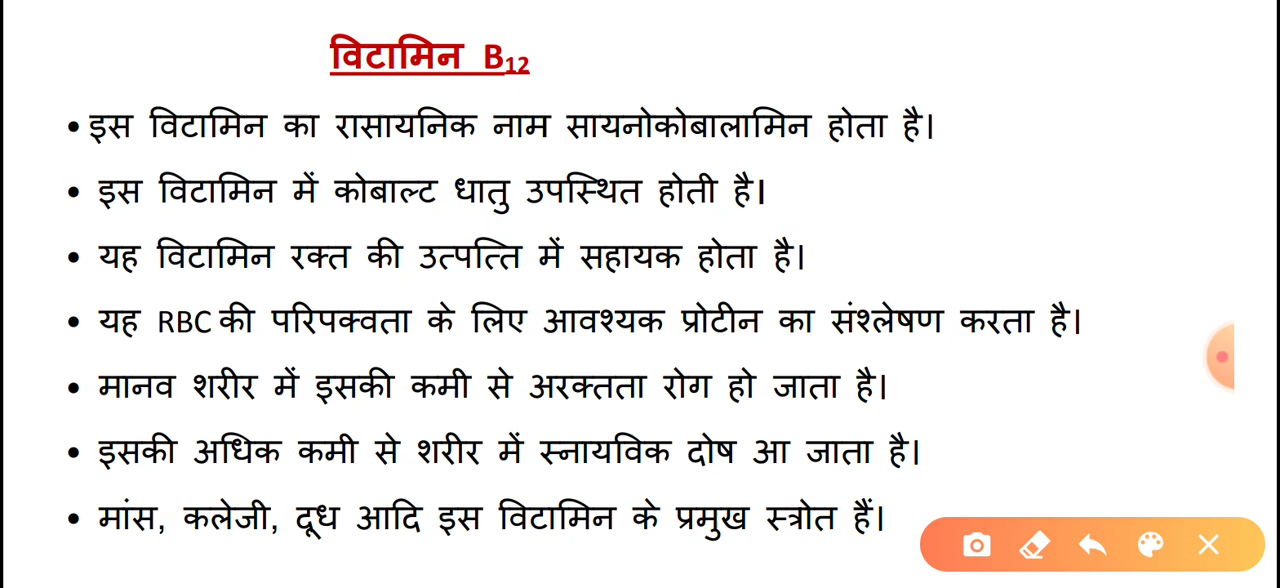 विटामिन B12
• इस विटामिन का रासायनिक नाम सायनोकोबालामिन होता है।
• इस विटामिन में कोबाल्ट धातु उपस्थित होती है।
• यह विटामिन रक्त की उत्पत्ति में सहायक होता है।
• यह RBC की परिपक्वता के लिए आवश्यक प्रोटीन का संश्लेषण करता है।
• मानव शरीर में इसकी कमी से अरक्तता रोग हो जाता है।
• इसकी अधिक कमी से शरीर में स्नायविक दोष आ जाता है।
• मांस, कलेजी, दूध आदि इस विटामिन के प्रमुख स्त्रोत हैं।